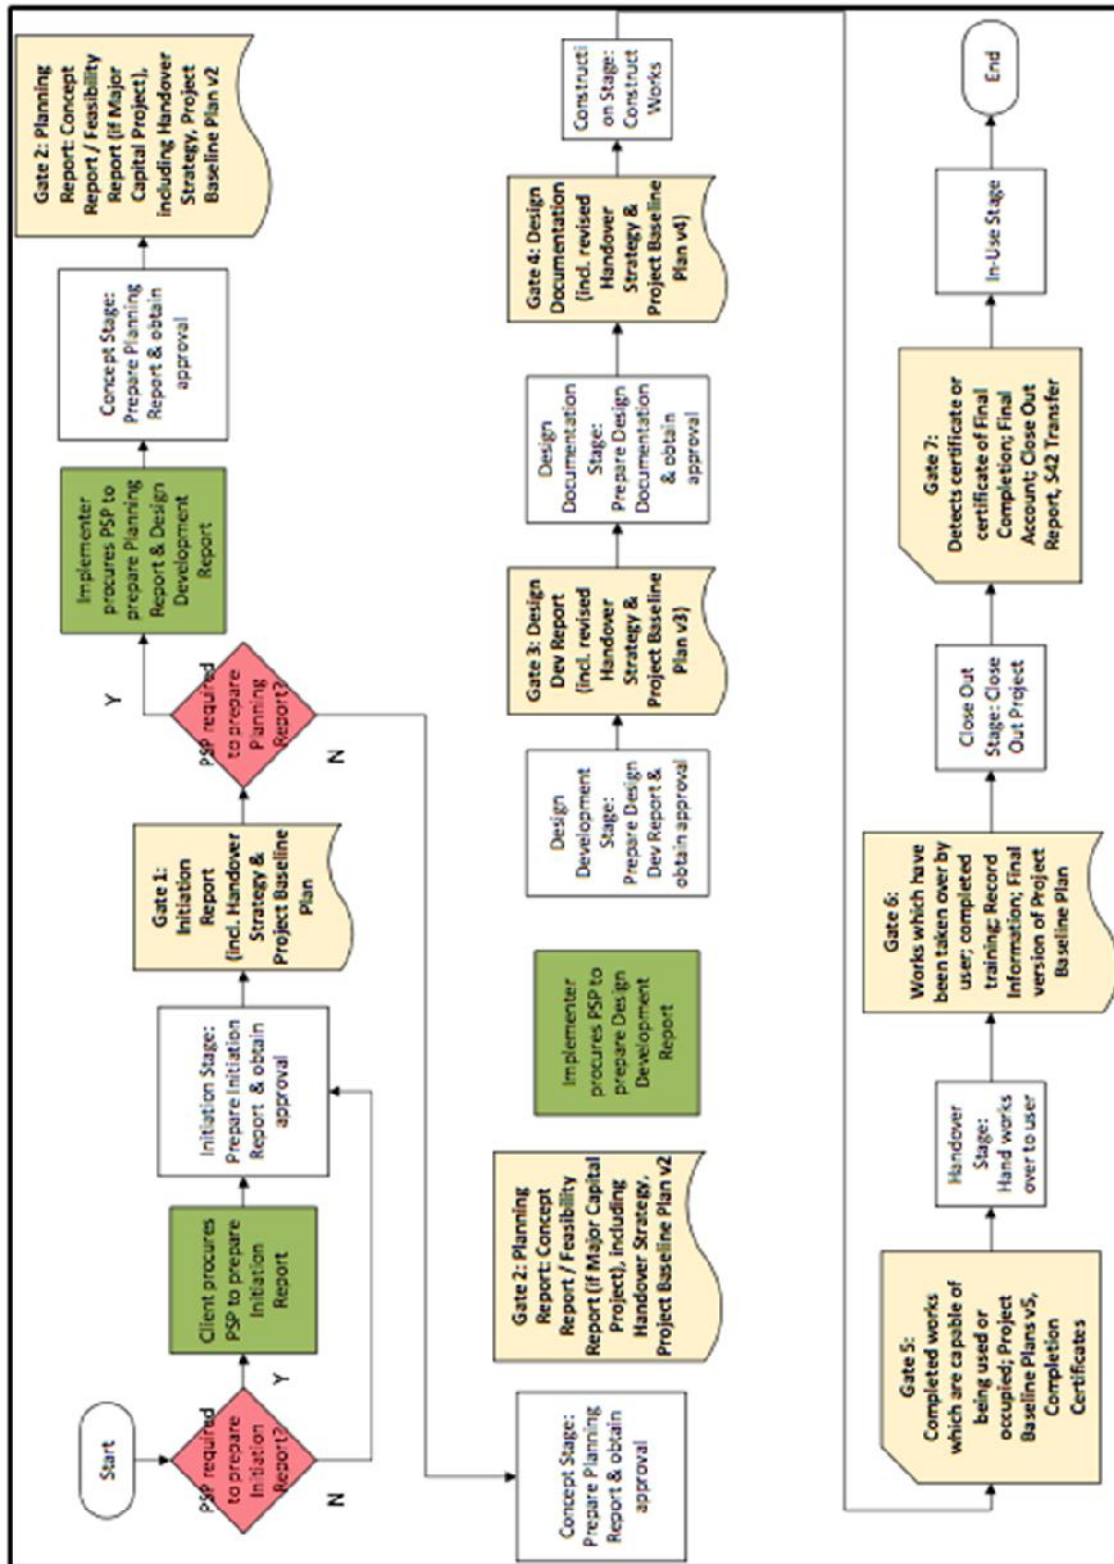 Start
PSP required
to prepare
Initiation
Report?
Y
N
Client procures
PSP to prepare
Initiation
Report
Initiation Stage:
Prepare Initiation
Report & obtain
approval
Gate 1:
Initiation
Report
(incl. Handover
Strategy &
Project Baseline
Plan
PSP required
to prepare
Planning
Report?
Y
N
Implementer
procures PSP to
prepare Planning
Report & Design
Development
Report
Concept Stage:
Prepare Planning
Report & obtain
approval
Gate 2: Planning
Report: Concept
Report / Feasibility
Report (if Major
Capital Project),
including Handover
Strategy, Project
Baseline Plan v2
Concept Stage:
Prepare Planning
Report & obtain
approval
Gate 2: Planning
Report: Concept
Report / Feasibility
Report (if Major Capital
Project), including
Handover Strategy,
Project Baseline Plan v2
Implementer
procures PSP to
prepare Design
Development
Report
Design
Development
Stage:
Prepare Design
Dev Report &
obtain approval
Gate 3: Design
Dev Report
(incl. revised
Handover
Strategy &
Project Baseline
Plan v3)
Design
Documentation
Stage:
Prepare Design
Documentation
& obtain
approval
Gate 4: Design
Documentation
(incl. revised
Handover
Strategy &
Project Baseline
Plan v4)
Constructi
on Stage:
Construct
Works
Gate 5:
Completed works
which are capable of
being used or
occupied; Project
Baseline Plans v5,
Completion
Certificates
Handover
Stage:
Hand works
over to user
Gate 6:
Works which have
been taken over by
user; completed
training; Record
Information; Final
version of Project
Baseline Plan
Close Out
Stage: Close
Out Project
Gate 7:
Detects certificate or
certificate of Final
Completion; Final
Account; Close Out
Report, S42 Transfer
In-Use Stage
End